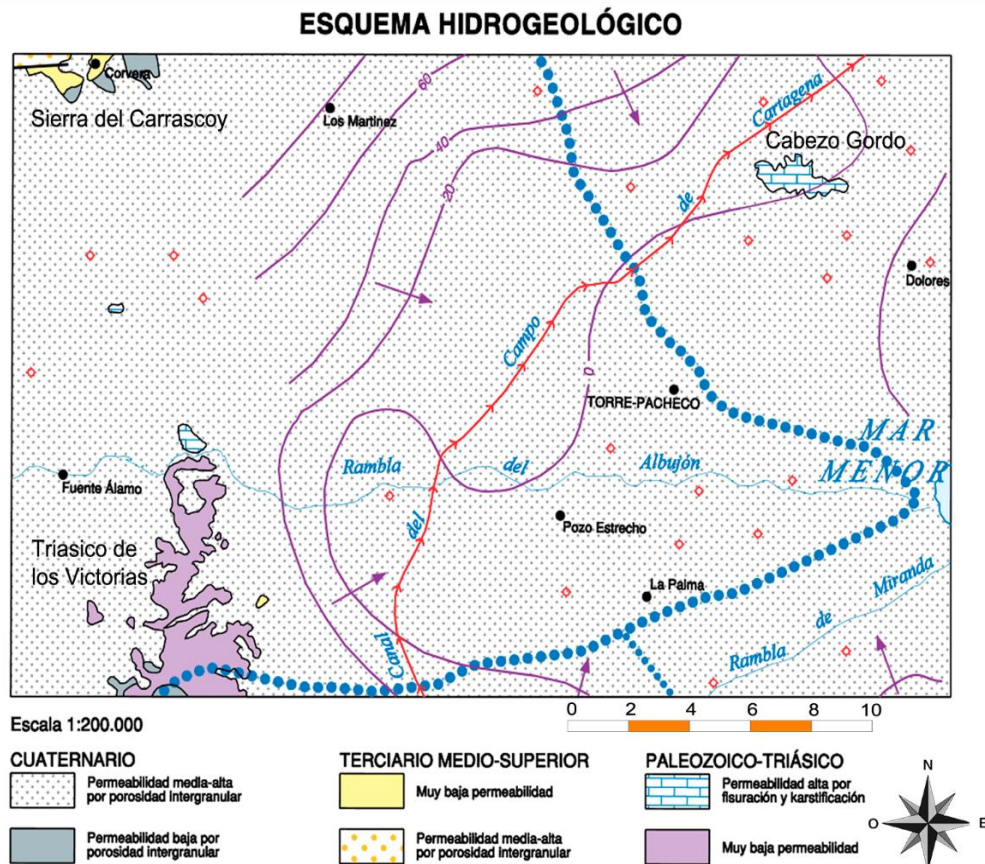 ESQUEMA HIDROGEOLÓGICO
Corvera
Sierra del Carrascoy
Los Martinez
60
40
20
Cartagena
Cabezo Gordo
de
Dolores
Campo
0
TORRE-PACHECO
MAR
MENOR
Rambla
del
Albujón
Fuente Álamo
del
Pozo Estrecho
Triasico de
los Victorias
La Palma
Miranda
de
Rambla
Canal
Escala 1:200.000
0 2 4 6 8 10
CUATERNARIO
Permeabilidad media-alta
por porosidad intergranular
Permeabilidad baja por
porosidad intergranular
TERCIARIO MEDIO-SUPERIOR
Muy baja permeabilidad
Permeabilidad media-alta
por porosidad intergranular
PALEOZOICO-TRIÁSICO
Permeabilidad alta por
fisuración y karstificación
Muy baja permeabilidad
N
O
E
S